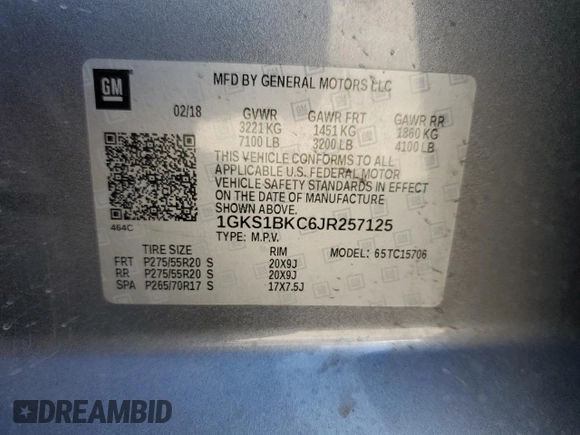 GM
MFD BY GENERAL MOTORS LLC
02/18 GVWR GAWR FRT GAWR RR
3221 KG 1451 KG 1860 KG
7100 LB 3200 LB 4100 LB
THIS VEHICLE CONFORMS TO ALL
APPLICABLE U.S. FEDERAL MOTOR
VEHICLE SAFETY STANDARDS IN EFFECT
ON THE DATE OF MANUFACTURE
SHOWN ABOVE.
464C
1GKS1BKC6JR257125
TYPE: M.P.V. MODEL: 65TC15706
TIRE SIZE RIM
FRT P275/55R20 S 20X9J
RR P275/55R20 S 20X9J
SPA P265/70R17 S 17X7.5J
DREAMBID